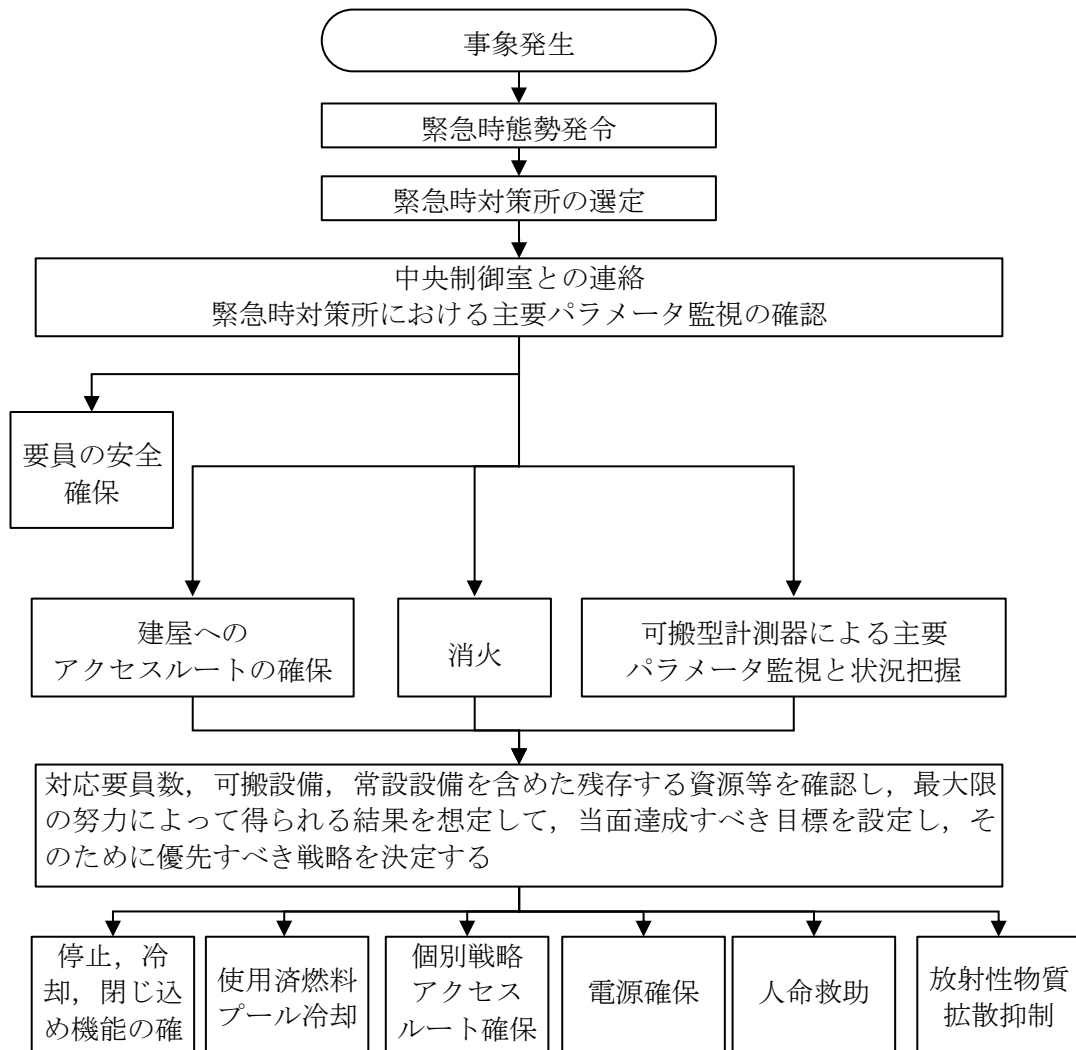 事象発生
緊急時態勢発令
緊急時対策所の選定
中央制御室との連絡
緊急時対策所における主要パラメータ監視の確認
要員の安全
確保
建屋への
アクセスルートの確保
消火
可搬型計測器による主要
パラメータ監視と状況把握
対応要員数，可搬設備，常設設備を含めた残存する資源等を確認し，最大限
の努力によって得られる結果を想定して，当面達成すべき目標を設定し，そ
のために優先すべき戦略を決定する
停止，冷
却，閉じ込
め機能の確
使用済燃料
プール冷却
個別戦略
アクセス
ルート確保
電源確保
人命救助
放射性物質
拡散抑制